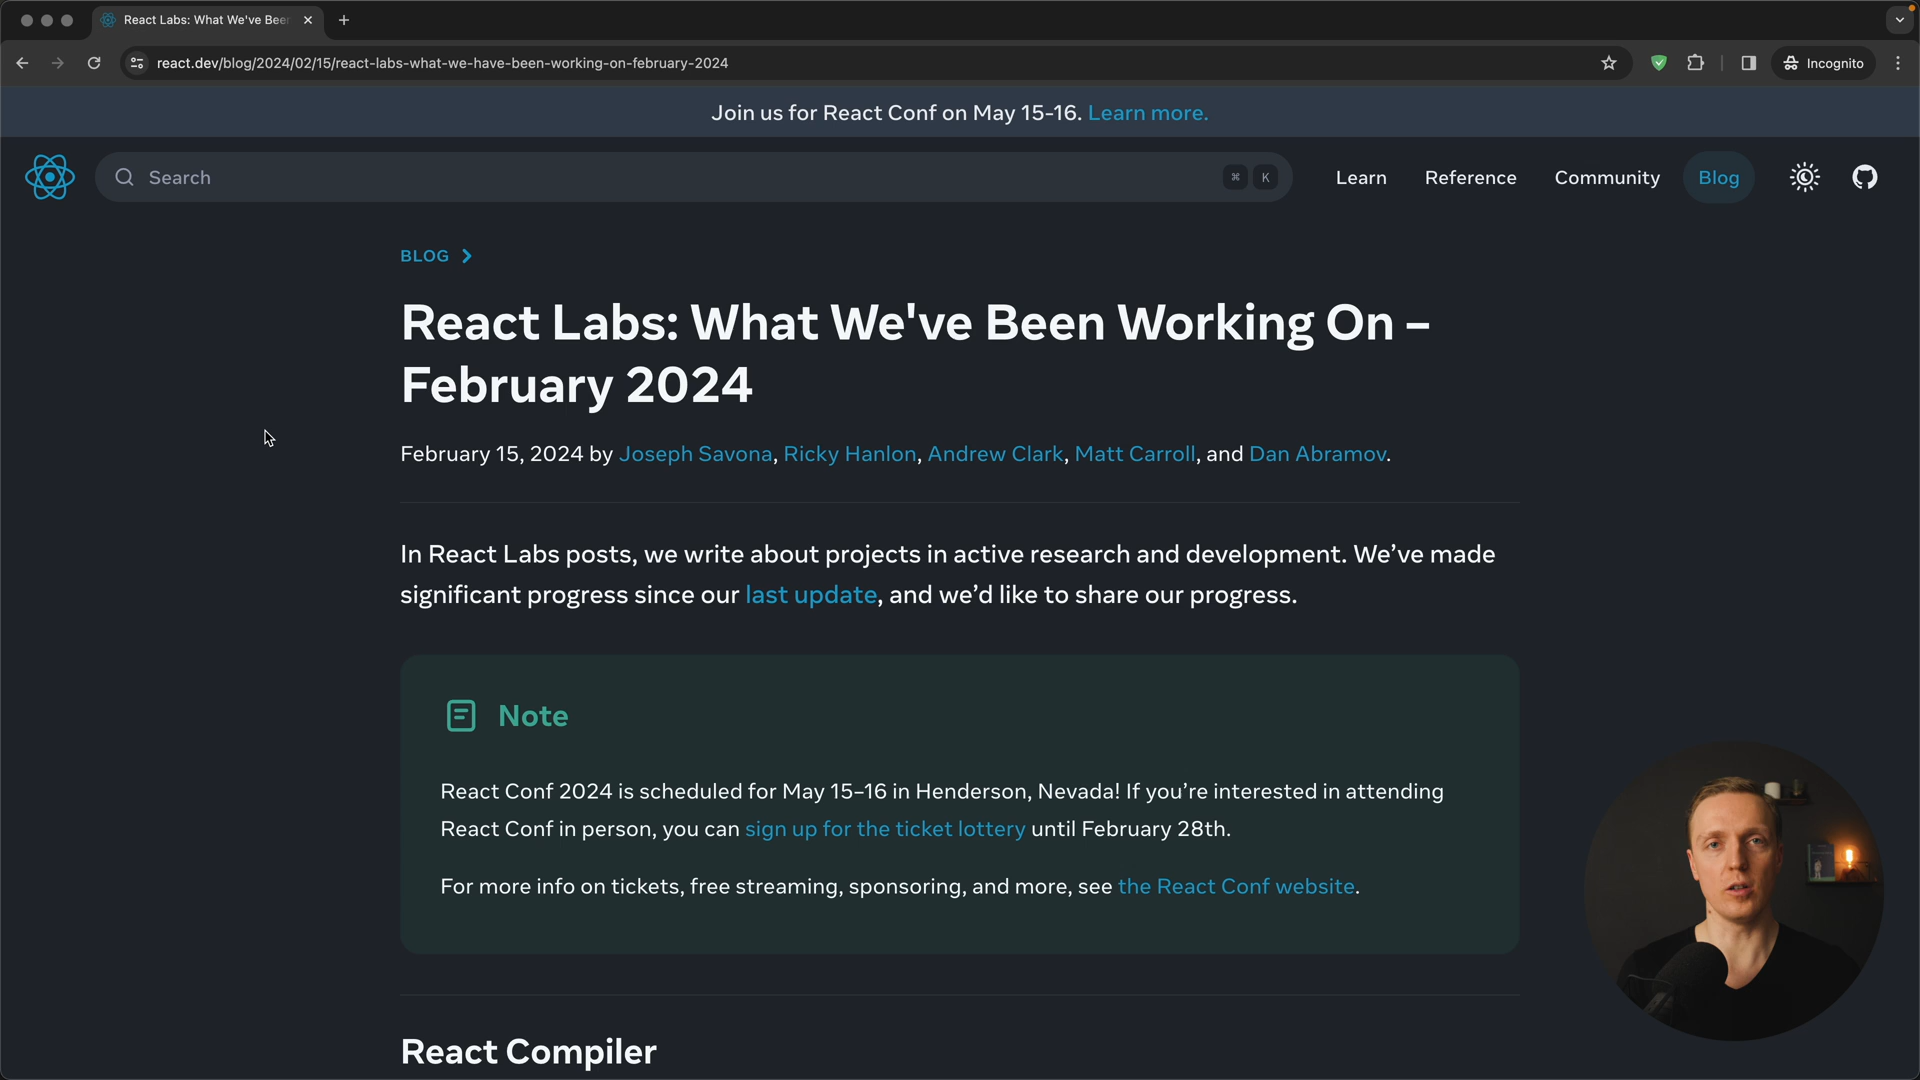 React Labs: What We've Bee
react.dev/blog/2024/02/15/react-labs-what-we-have-been-working-on-february-2024
Incognito
Join us for React Conf on May 15-16. Learn more.
Search
⌘ K
Learn
Reference
Community
Blog
BLOG
React Labs: What We've Been Working On –
February 2024
February 15, 2024 by Joseph Savona, Ricky Hanlon, Andrew Clark, Matt Carroll, and Dan Abramov.
In React Labs posts, we write about projects in active research and development. We’ve made
significant progress since our last update, and we’d like to share our progress.
Note
React Conf 2024 is scheduled for May 15–16 in Henderson, Nevada! If you’re interested in attending
React Conf in person, you can sign up for the ticket lottery until February 28th.
For more info on tickets, free streaming, sponsoring, and more, see the React Conf website.
React Compiler